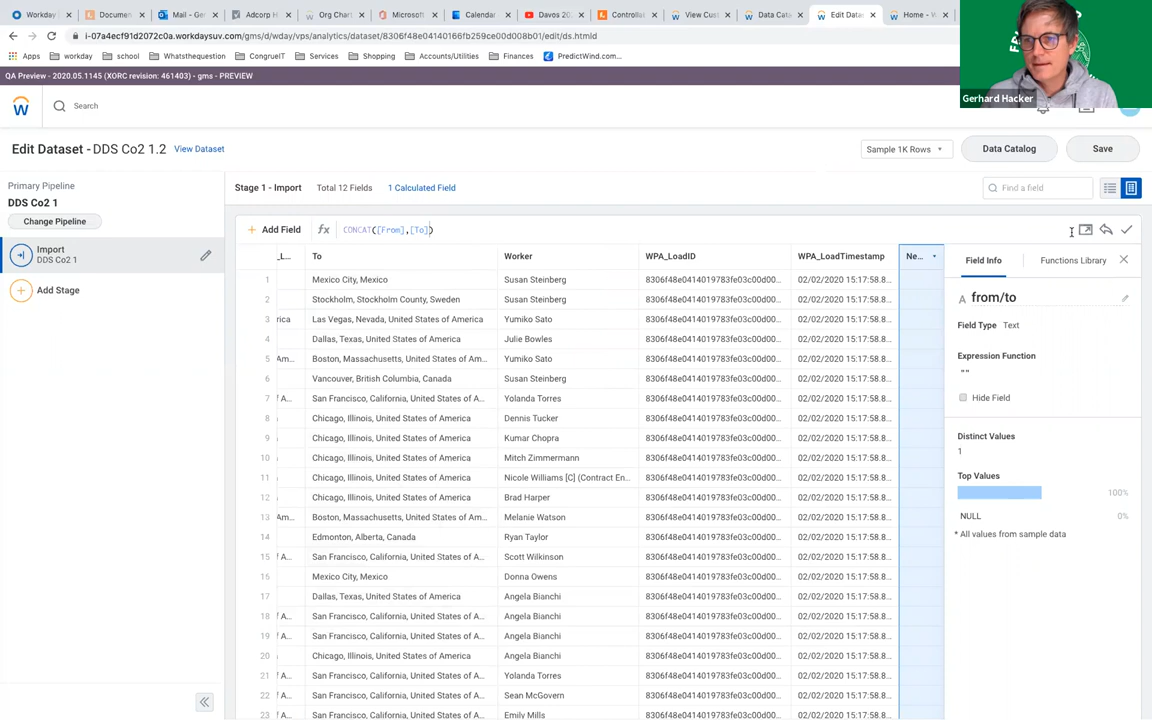 Workday
Documen
Mail - Ge
Adcorp H
Org Chart
Microsoft
Calendar
Davos 20
Controlla
View Cus
Data Cat
Edit Data
Home - W
i-07a4ecf91d2072c0a.workdaysuv.com/gms/d/wday/vps/analytics/dataset/8306f48e04140166fb259ce00d008b01/edit/ds.htmld
Apps workday school Whatsthequestion CongruelT Services Shopping Accounts/Utilities Finances PredictWind.com...
QA Preview - 2020.05.1145 (XORC revision: 461403) - gms - PREVIEW
Gerhard Hacker
Search
Edit Dataset - DDS Co2 1.2 View Dataset
Sample 1K Rows Data Catalog Save
Primary Pipeline
DDS Co2 1
Change Pipeline
Import
DDS Co2 1
Add Stage
Stage 1 - Import Total 12 Fields 1 Calculated Field
Find a field
Add Field fx CONCAT([From],[To])
_L... To Worker WPA_LoadID WPA_LoadTimestamp Ne...
1 Mexico City, Mexico Susan Steinberg 8306f48e0414019783fe03c00d00... 02/02/2020 15:17:58.8...
2 Stockholm, Stockholm County, Sweden Susan Steinberg 8306f48e0414019783fe03c00d00... 02/02/2020 15:17:58.8...
3 rica Las Vegas, Nevada, United States of America Yumiko Sato 8306f48e0414019783fe03c00d00... 02/02/2020 15:17:58.8...
4 Dallas, Texas, United States of America Julie Bowles 8306f48e0414019783fe03c00d00... 02/02/2020 15:17:58.8...
5 Am... Boston, Massachusetts, United States of Am... Yumiko Sato 8306f48e0414019783fe03c00d00... 02/02/2020 15:17:58.8...
6 Vancouver, British Columbia, Canada Susan Steinberg 8306f48e0414019783fe03c00d00... 02/02/2020 15:17:58.8...
7 f A... San Francisco, California, United States of A... Yolanda Torres 8306f48e0414019783fe03c00d00... 02/02/2020 15:17:58.8...
8 Chicago, Illinois, United States of America Dennis Tucker 8306f48e0414019783fe03c00d00... 02/02/2020 15:17:58.8...
9 Chicago, Illinois, United States of America Kumar Chopra 8306f48e0414019783fe03c00d00... 02/02/2020 15:17:58.8...
10 Chicago, Illinois, United States of America Mitch Zimmermann 8306f48e0414019783fe03c00d00... 02/02/2020 15:17:58.8...
11 Chicago, Illinois, United States of America Nicole Williams [C] (Contract En... 8306f48e0414019783fe03c00d00... 02/02/2020 15:17:58.8...
12 Chicago, Illinois, United States of America Brad Harper 8306f48e0414019783fe03c00d00... 02/02/2020 15:17:58.8...
13 Am... Boston, Massachusetts, United States of Am... Melanie Watson 8306f48e0414019783fe03c00d00... 02/02/2020 15:17:58.8...
14 Edmonton, Alberta, Canada Ryan Taylor 8306f48e0414019783fe03c00d00... 02/02/2020 15:17:58.8...
15 f A... San Francisco, California, United States of A... Scott Wilkinson 8306f48e0414019783fe03c00d00... 02/02/2020 15:17:58.8...
16 Mexico City, Mexico Donna Owens 8306f48e0414019783fe03c00d00... 02/02/2020 15:17:58.8...
17 Dallas, Texas, United States of America Angela Bianchi 8306f48e0414019783fe03c00d00... 02/02/2020 15:17:58.8...
18 f A... San Francisco, California, United States of A... Angela Bianchi 8306f48e0414019783fe03c00d00... 02/02/2020 15:17:58.8...
19 f A... San Francisco, California, United States of A... Angela Bianchi 8306f48e0414019783fe03c00d00... 02/02/2020 15:17:58.8...
20 Chicago, Illinois, United States of America Angela Bianchi 8306f48e0414019783fe03c00d00... 02/02/2020 15:17:58.8...
21 f A... San Francisco, California, United States of A... Yolanda Torres 8306f48e0414019783fe03c00d00... 02/02/2020 15:17:58.8...
22 f A... San Francisco, California, United States of A... Sean McGovern 8306f48e0414019783fe03c00d00... 02/02/2020 15:17:58.8...
23 San Francisco, California, United States of A... Emily Mills 8306f48e0414019783fe03c00d00... 02/02/2020 15:17:58.8...
Field Info Functions Library
A from/to
Field Type Text
Expression Function
""
Hide Field
Distinct Values
1
Top Values
100%
NULL 0%
* All values from sample data